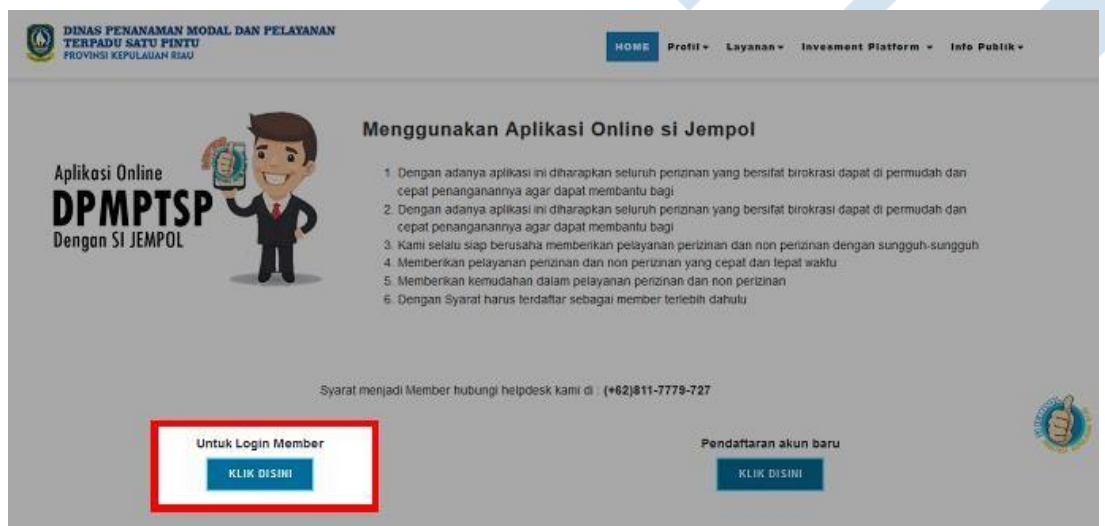 DINAS PENANAMAN MODAL DAN PELAYANAN
TERPADU SATU PINTU
PROVINSI KEPULAUAN RIAU
HOME Profil Layanan Invesment Platform Info Publik
Aplikasi Online
DPMPTSP
Dengan SI JEMPOL
Menggunakan Aplikasi Online si Jempol
1. Dengan adanya aplikasi ini diharapkan seluruh perizinan yang bersifat birokrasi dapat di permudah dan
cepat penanganannya agar dapat membantu bagi
2. Dengan adanya aplikasi ini diharapkan seluruh perizinan yang bersifat birokrasi dapat di permudah dan
cepat penanganannya agar dapat membantu bagi
3. Kami selalu siap berusaha memberikan pelayanan perizinan dan non perizinan dengan sungguh-sungguh
4. Memberikan pelayanan perizinan dan non perizinan yang cepat dan tepat waktu
5. Memberikan kemudahan dalam pelayanan perizinan dan non perizinan
6. Dengan Syarat harus terdaftar sebagai member terlebih dahulu
Syarat menjadi Member hubungi helpdesk kami di : (+62)811-7779-727
Untuk Login Member
KLIK DISINI
Pendaftaran akun baru
KLIK DISINI